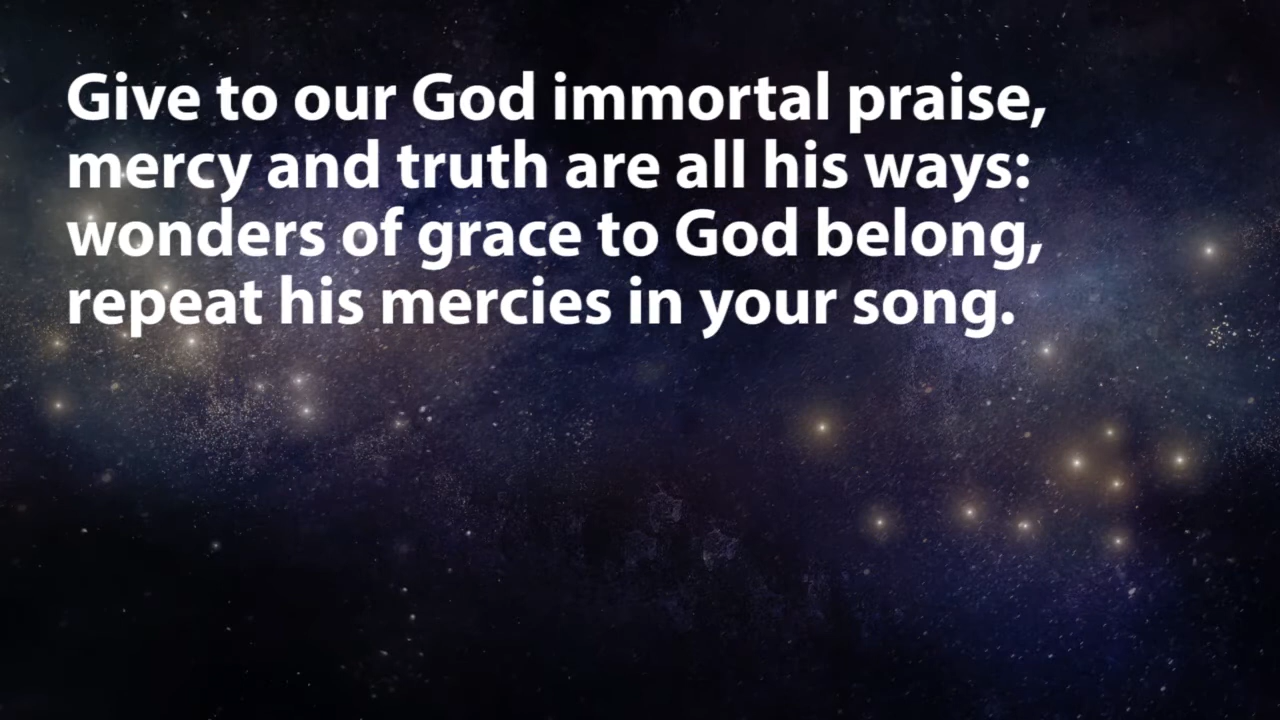 Give to our God immortal praise,
mercy and truth are all his ways:
wonders of grace to God belong,
repeat his mercies in your song.